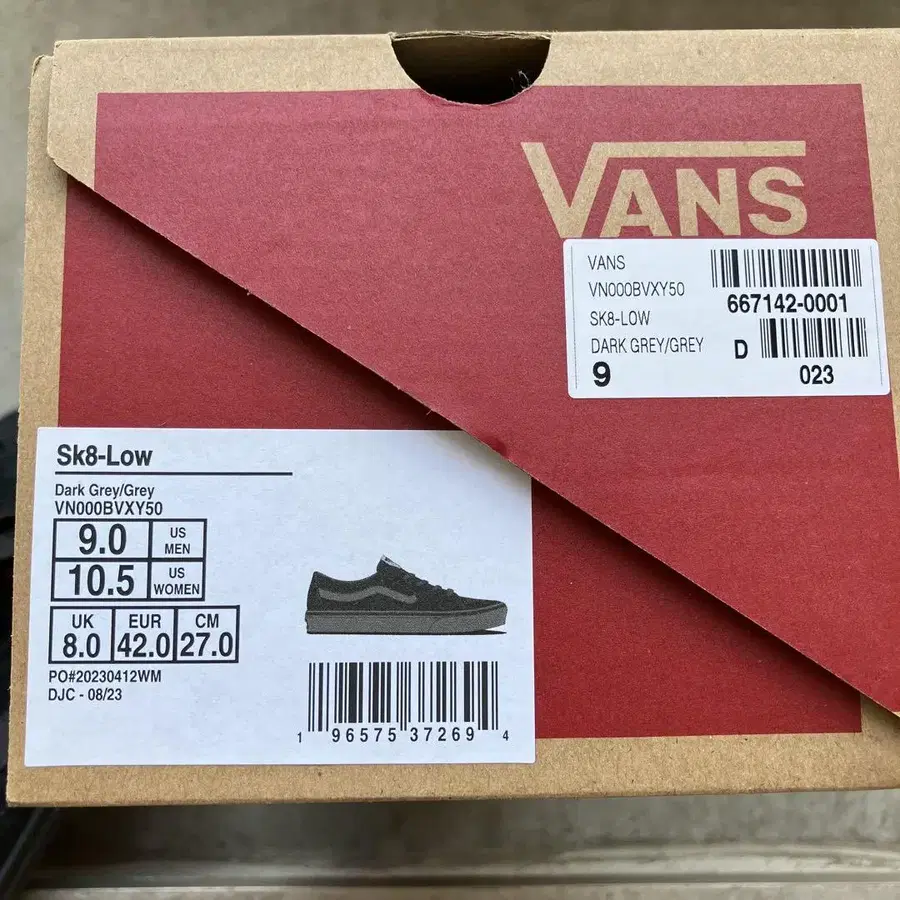 VANS
VANS
VN000BVXY50
SK8-LOW
DARK GREY/GREY
9
667142-0001
D
023
Sk8-Low
Dark Grey/Grey
VN000BVXY50
9.0 US MEN
10.5 US WOMEN
UK EUR CM
8.0 42.0 27.0
PO#20230412WM
DJC - 08/23
1 96575 37269 4